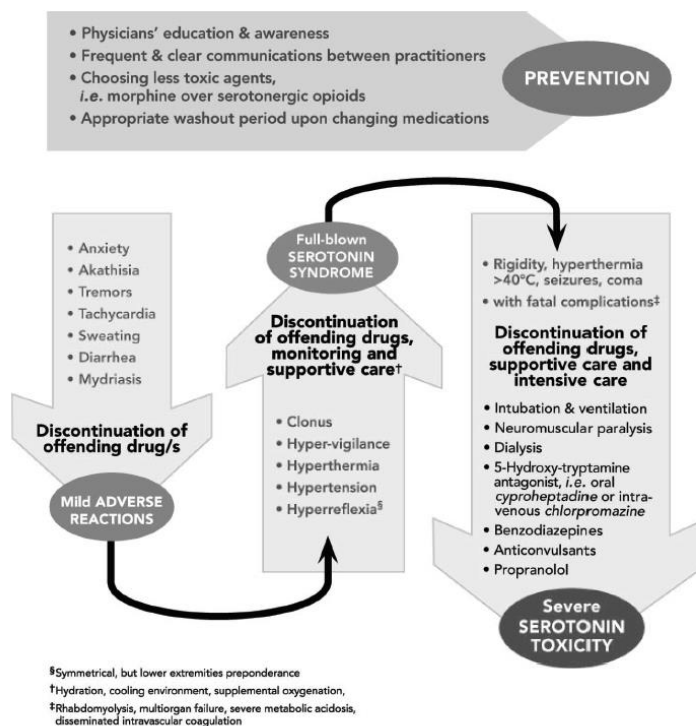 • Physicians' education & awareness
• Frequent & clear communications between practitioners
• Choosing less toxic agents,
i.e. morphine over serotonergic opioids
• Appropriate washout period upon changing medications
PREVENTION
• Anxiety
• Akathisia
• Tremors
• Tachycardia
• Sweating
• Diarrhea
• Mydriasis
Discontinuation of
offending drug/s
Mild ADVERSE
REACTIONS
Full-blown
SEROTONIN
SYNDROME
Discontinuation
of offending drugs,
monitoring and
supportive care†
• Clonus
• Hyper-vigilance
• Hyperthermia
• Hypertension
• Hyperreflexia§
• Rigidity, hyperthermia
>40°C, seizures, coma
• with fatal complications‡
Discontinuation of
offending drugs,
supportive care and
intensive care
• Intubation & ventilation
• Neuromuscular paralysis
• Dialysis
• 5-Hydroxy-tryptamine
antagonist, i.e. oral
cyproheptadine or intra-
venous chlorpromazine
• Benzodiazepines
• Anticonvulsants
• Propranolol
Severe
SEROTONIN
TOXICITY
§Symmetrical, but lower extremities preponderance
†Hydration, cooling environment, supplemental oxygenation,
‡Rhabdomyolysis, multiorgan failure, severe metabolic acidosis,
disseminated intravascular coagulation